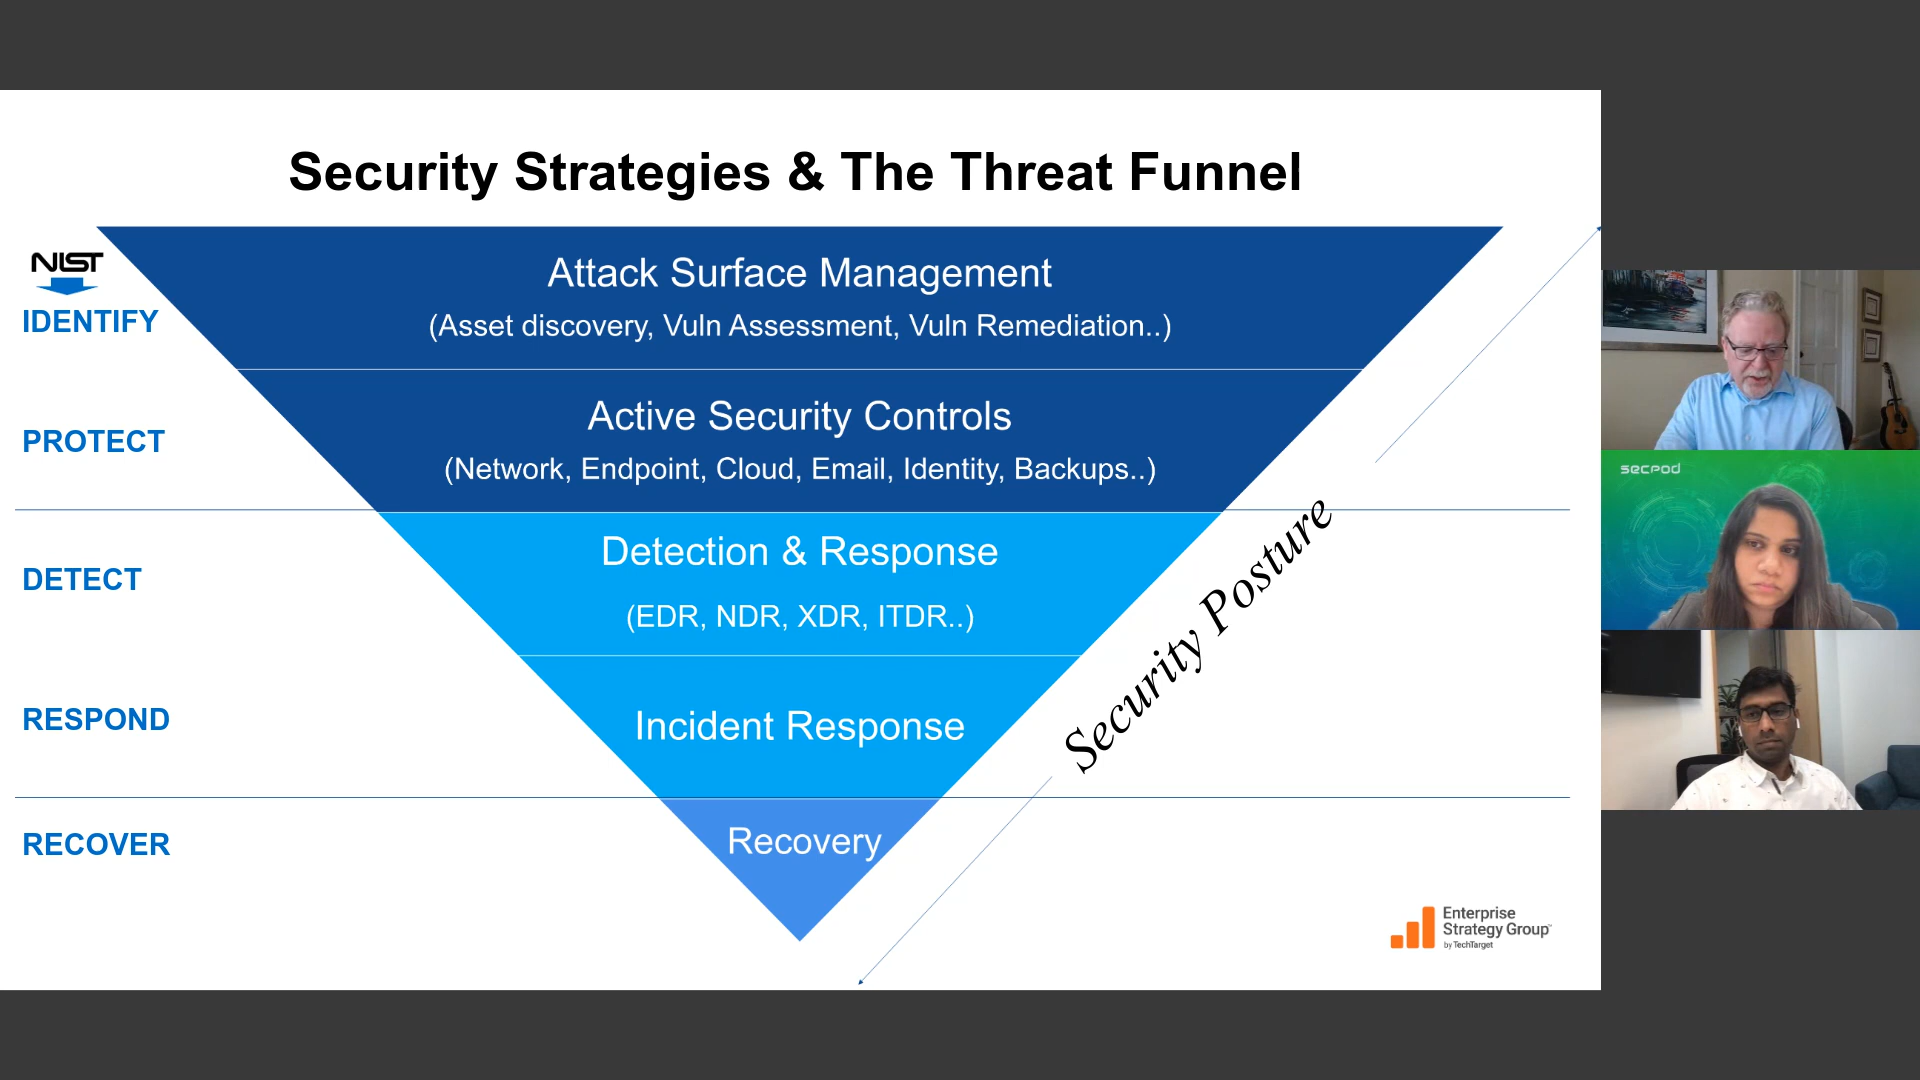 Security Strategies & The Threat Funnel
NIST
IDENTIFY
Attack Surface Management
(Asset discovery, Vuln Assessment, Vuln Remediation..)
PROTECT
Active Security Controls
(Network, Endpoint, Cloud, Email, Identity, Backups..)
DETECT
Detection & Response
(EDR, NDR, XDR, ITDR..)
RESPOND
Incident Response
RECOVER
Recovery
Security Posture
Enterprise
Strategy Group™
by TechTarget
secpod